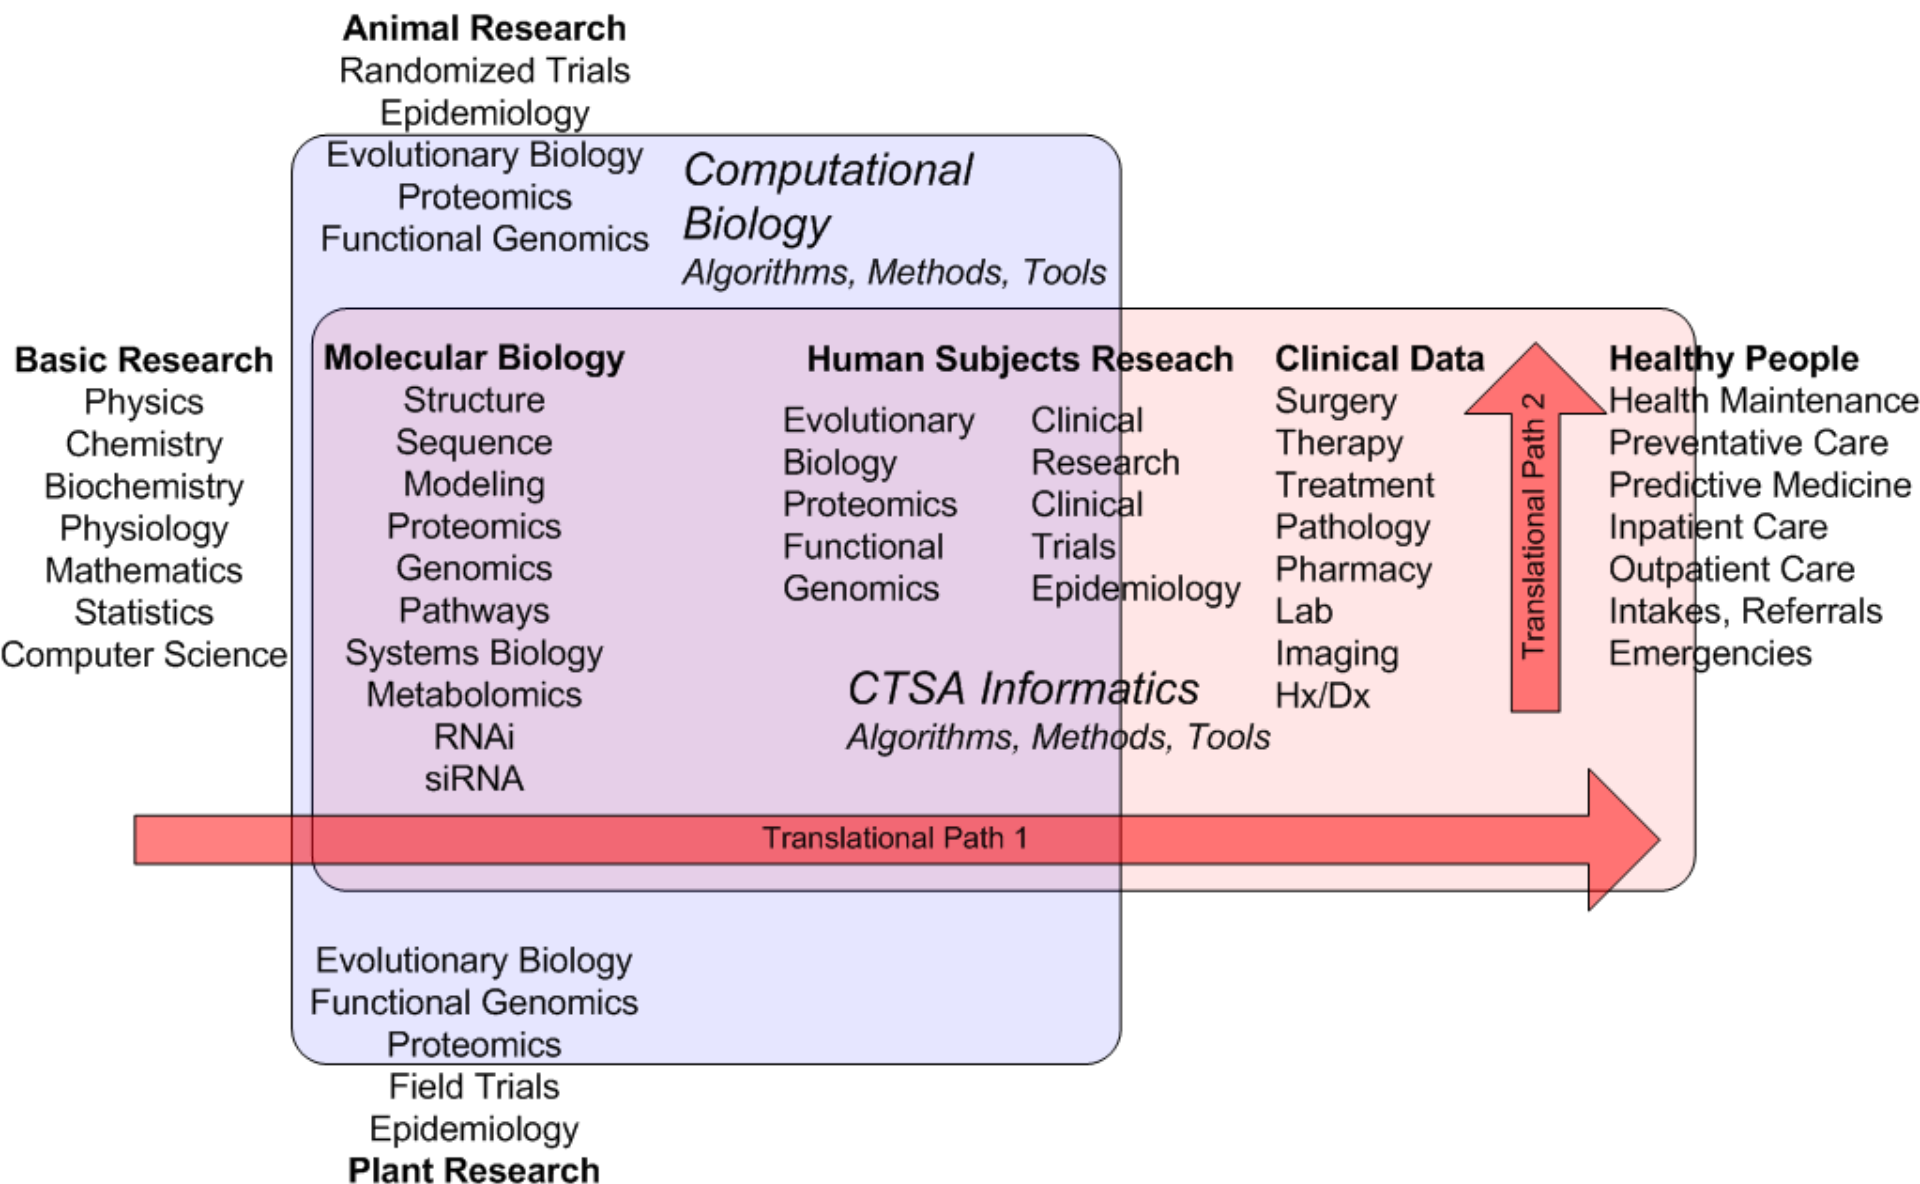 Animal Research
Randomized Trials
Epidemiology
Evolutionary Biology
Proteomics
Functional Genomics
Computational
Biology
Algorithms, Methods, Tools
Basic Research
Physics
Chemistry
Biochemistry
Physiology
Mathematics
Statistics
Computer Science
Molecular Biology
Structure
Sequence
Modeling
Proteomics
Genomics
Pathways
Systems Biology
Metabolomics
RNAi
siRNA
Human Subjects Reseach
Evolutionary
Biology
Proteomics
Functional
Genomics
Clinical
Research
Clinical
Trials
Epidemiology
CTSA Informatics
Algorithms, Methods, Tools
Clinical Data
Surgery
Therapy
Treatment
Pathology
Pharmacy
Lab
Imaging
Hx/Dx
Translational Path 2
Healthy People
Health Maintenance
Preventative Care
Predictive Medicine
Inpatient Care
Outpatient Care
Intakes, Referrals
Emergencies
Translational Path 1
Evolutionary Biology
Functional Genomics
Proteomics
Field Trials
Epidemiology
Plant Research